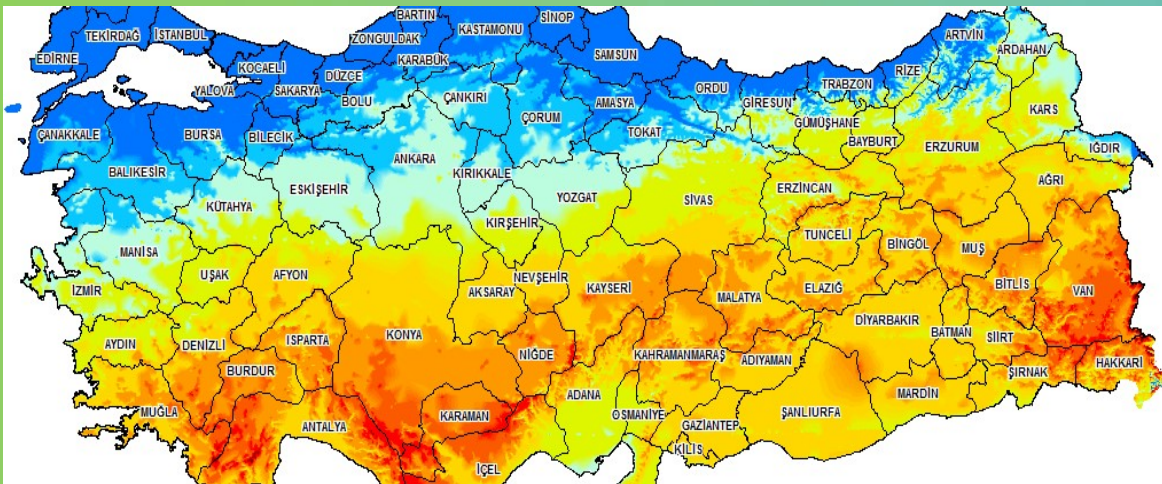 BARTIN
SİNOP
TEKİRDAĞ
İSTANBUL
KASTAMONU
ZONGULDAK
ARTVİN
EDİRNE
KOCAELİ
KARABÜK
SAMSUN
ARDAHAN
DÜZCE
RİZE
YALOVA
SAKARYA
BOLU
ÇANKIRI
AMASYA
ORDU
TRABZON
GİRESUN
KARS
ÇANAKKALE
BURSA
BİLECİK
ÇORUM
TOKAT
GÜMÜŞHANE
BAYBURT
ERZURUM
IĞDIR
BALIKESİR
ANKARA
KIRIKKALE
ESKİŞEHİR
YOZGAT
SİVAS
ERZİNCAN
AĞRI
KÜTAHYA
KIRŞEHİR
TUNCELİ
BİNGÖL
MUŞ
MANİSA
UŞAK
AFYON
NEVŞEHİR
İZMİR
AKSARAY
KAYSERİ
MALATYA
ELAZIĞ
BİTLİS
VAN
DİYARBAKIR
AYDIN
DENİZLİ
ISPARTA
KONYA
BATMAN
SİİRT
NİĞDE
KAHRAMANMARAŞ
ADIYAMAN
HAKKARİ
BURDUR
ŞIRNAK
ADANA
MARDİN
MUĞLA
KARAMAN
OSMANİYE
ŞANLIURFA
ANTALYA
GAZİANTEP
KİLİS
İÇEL